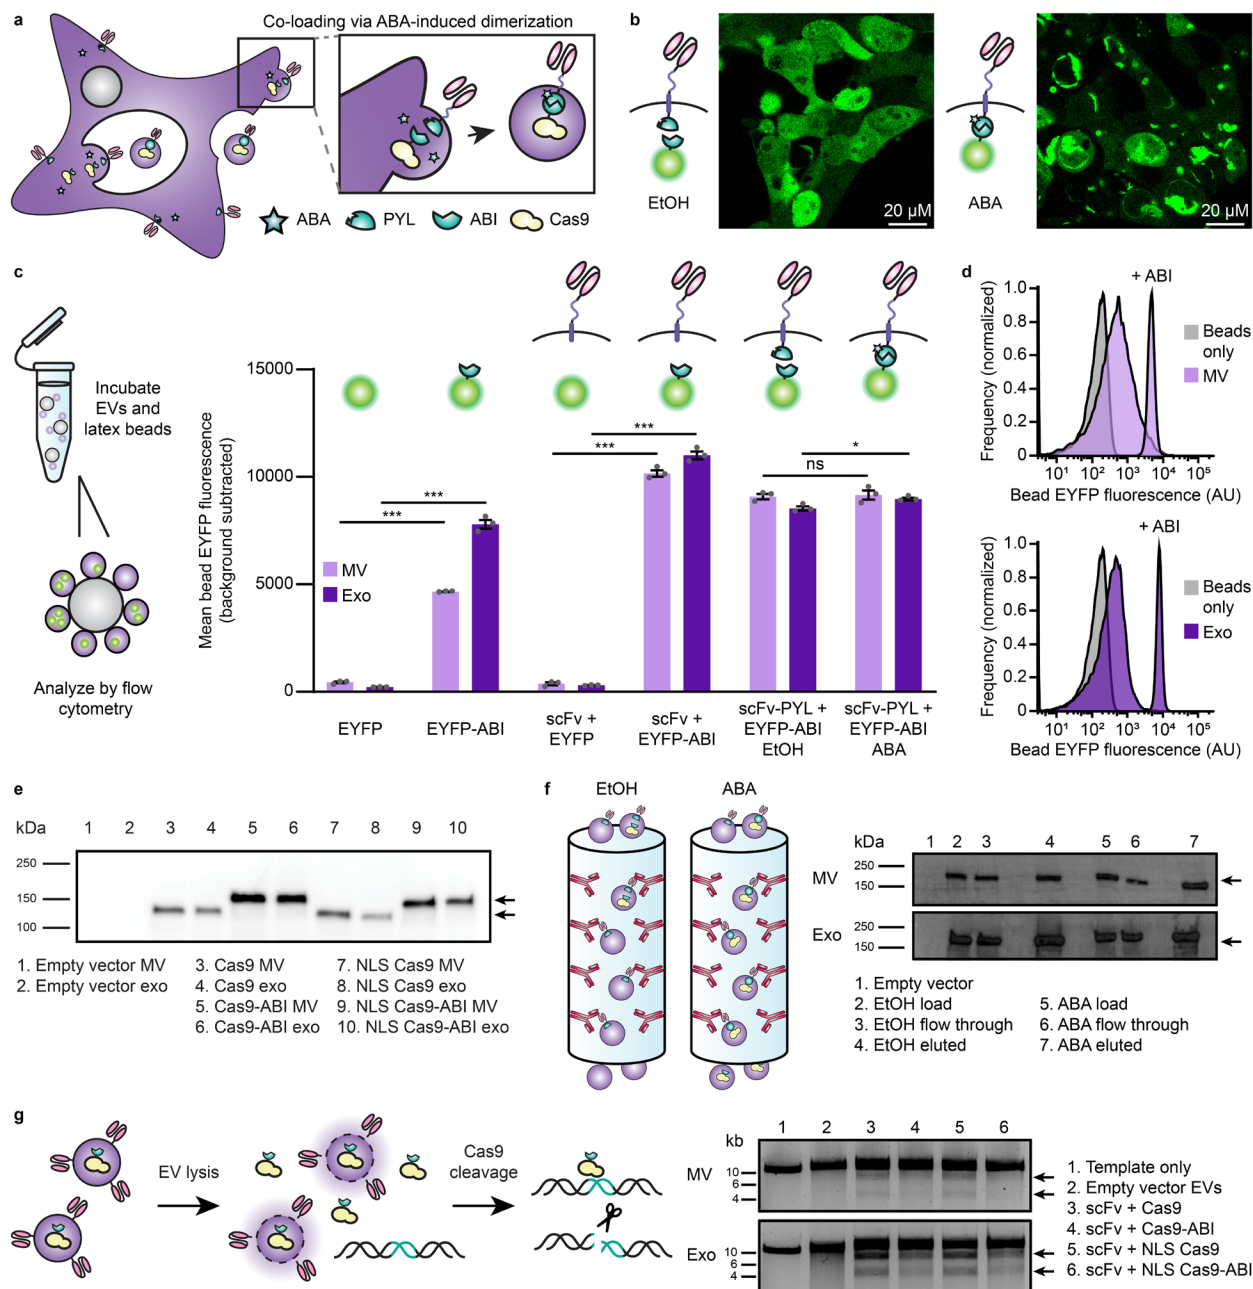 a
Co-loading via ABA-induced dimerization
ABA
PYL
ABI
Cas9
b
EtOH
20 µM
ABA
20 µM
c
Incubate
EVs and
latex beads
Analyze by flow
cytometry
Mean bead EYFP fluorescence
(background subtracted)
15000
10000
5000
0
MV
Exo
***
***
***
***
ns
*
EYFP
EYFP-ABI
scFv +
EYFP
scFv +
EYFP-ABI
scFv-PYL +
EYFP-ABI
EtOH
scFv-PYL +
EYFP-ABI
ABA
d
+ ABI
Frequency (normalized)
1.0
0.8
0.6
0.4
0.2
0
10¹ 10² 10³ 10⁴ 10⁵
Bead EYFP fluorescence (AU)
Beads
only
MV
+ ABI
Frequency (normalized)
1.0
0.8
0.6
0.4
0.2
0
10¹ 10² 10³ 10⁴ 10⁵
Bead EYFP fluorescence (AU)
Beads
only
Exo
e
kDa 1 2 3 4 5 6 7 8 9 10
250
150
100
1. Empty vector MV
2. Empty vector exo
3. Cas9 MV
4. Cas9 exo
5. Cas9-ABI MV
6. Cas9-ABI exo
7. NLS Cas9 MV
8. NLS Cas9 exo
9. NLS Cas9-ABI MV
10. NLS Cas9-ABI exo
f
EtOH
ABA
kDa 1 2 3 4 5 6 7
MV
250
150
Exo
250
150
1. Empty vector
2. EtOH load
3. EtOH flow through
4. EtOH eluted
5. ABA load
6. ABA flow through
7. ABA eluted
g
EV lysis
Cas9
cleavage
kb 1 2 3 4 5 6
MV
10
6
4
Exo
10
6
4
1. Template only
2. Empty vector EVs
3. scFv + Cas9
4. scFv + Cas9-ABI
5. scFv + NLS Cas9
6. scFv + NLS Cas9-ABI